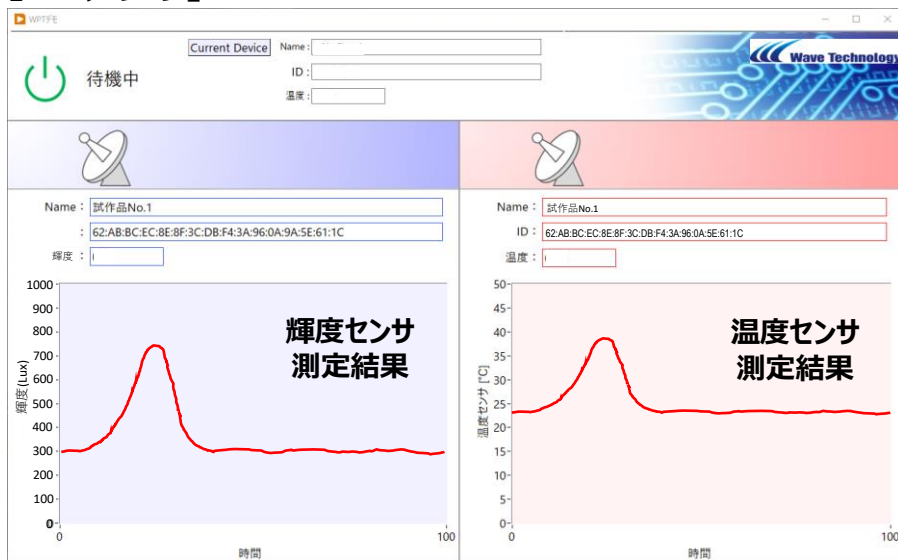 WPTデモ
待機中
Current Device
Name :
ID :
温度 :
Wave Technology
Name : 試作品No.1
: 62:AB:BC:EC:8E:8F:3C:DB:F4:3A:96:0A:9A:5E:61:1C
輝度 :
輝度センサ
測定結果
1000
900
800
700
600
500
400
300
200
100
0
輝度(Lux)
0
100
時間
Name : 試作品No.1
ID : 62:AB:BC:EC:8E:8F:3C:DB:F4:3A:96:0A:5E:61:1C
温度 :
温度センサ
測定結果
50
45
40
35
30
25
20
15
10
5
0
温度センサ [°C]
0
100
時間